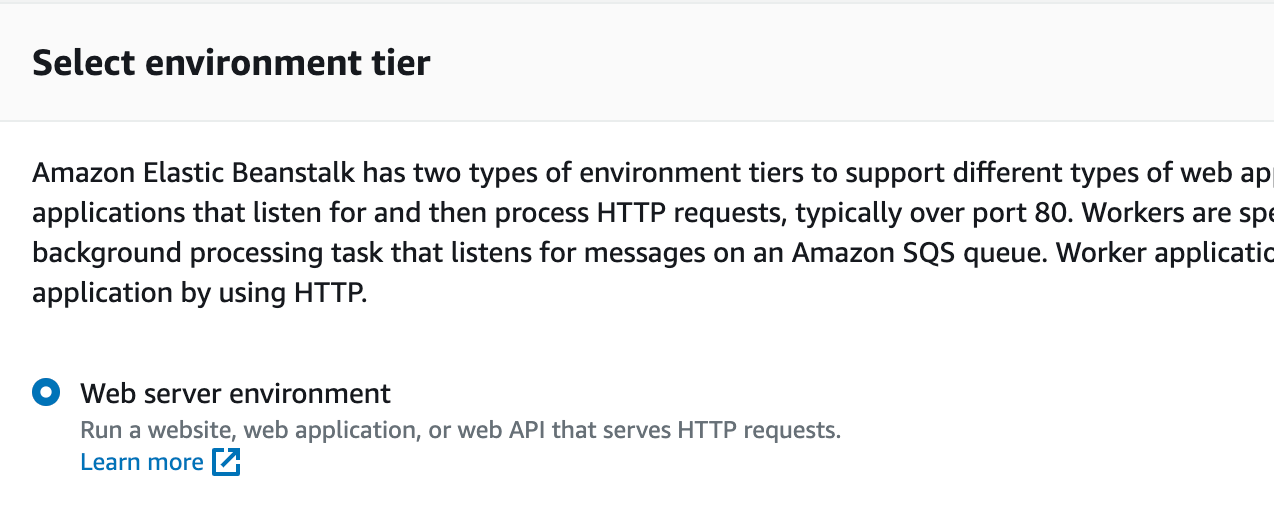 Select environment tier
Amazon Elastic Beanstalk has two types of environment tiers to support different types of web
applications that listen for and then process HTTP requests, typically over port 80. Workers are
background processing task that listens for messages on an Amazon SQS queue. Worker
application by using HTTP.
Web server environment
Run a website, web application, or web API that serves HTTP requests.
Learn more